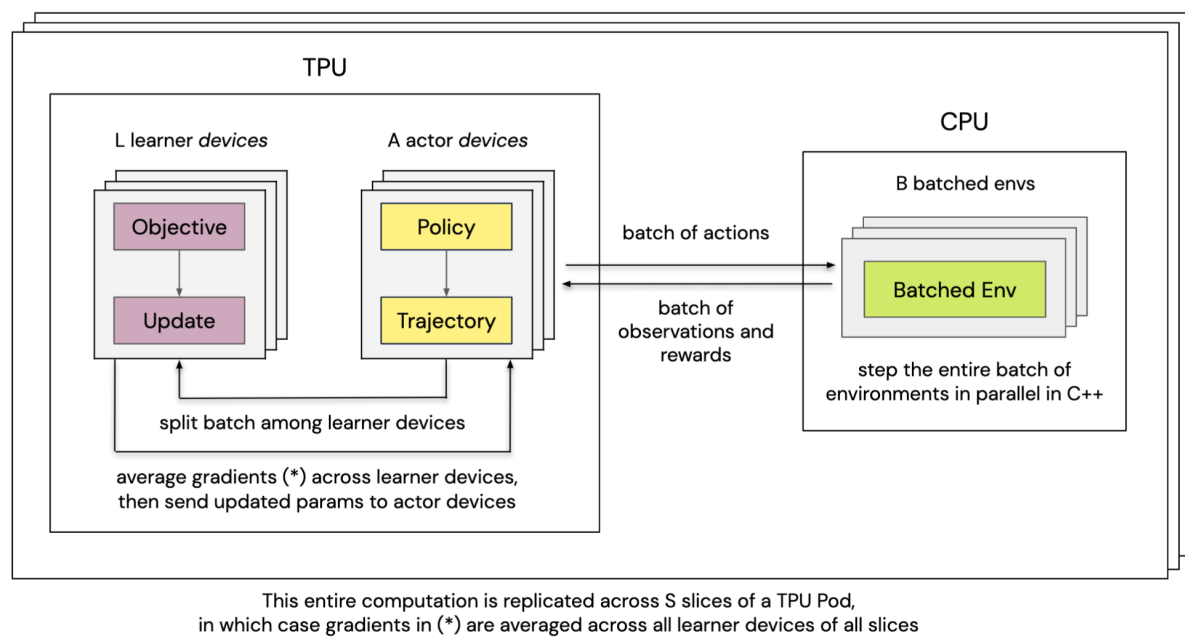 TPU
L learner devices
A actor devices
Objective
Update
Policy
Trajectory
split batch among learner devices
average gradients (*) across learner devices,
then send updated params to actor devices
batch of actions
batch of
observations and
rewards
CPU
B batched envs
Batched Env
step the entire batch of
environments in parallel in C++
This entire computation is replicated across S slices of a TPU Pod,
in which case gradients in (*) are averaged across all learner devices of all slices